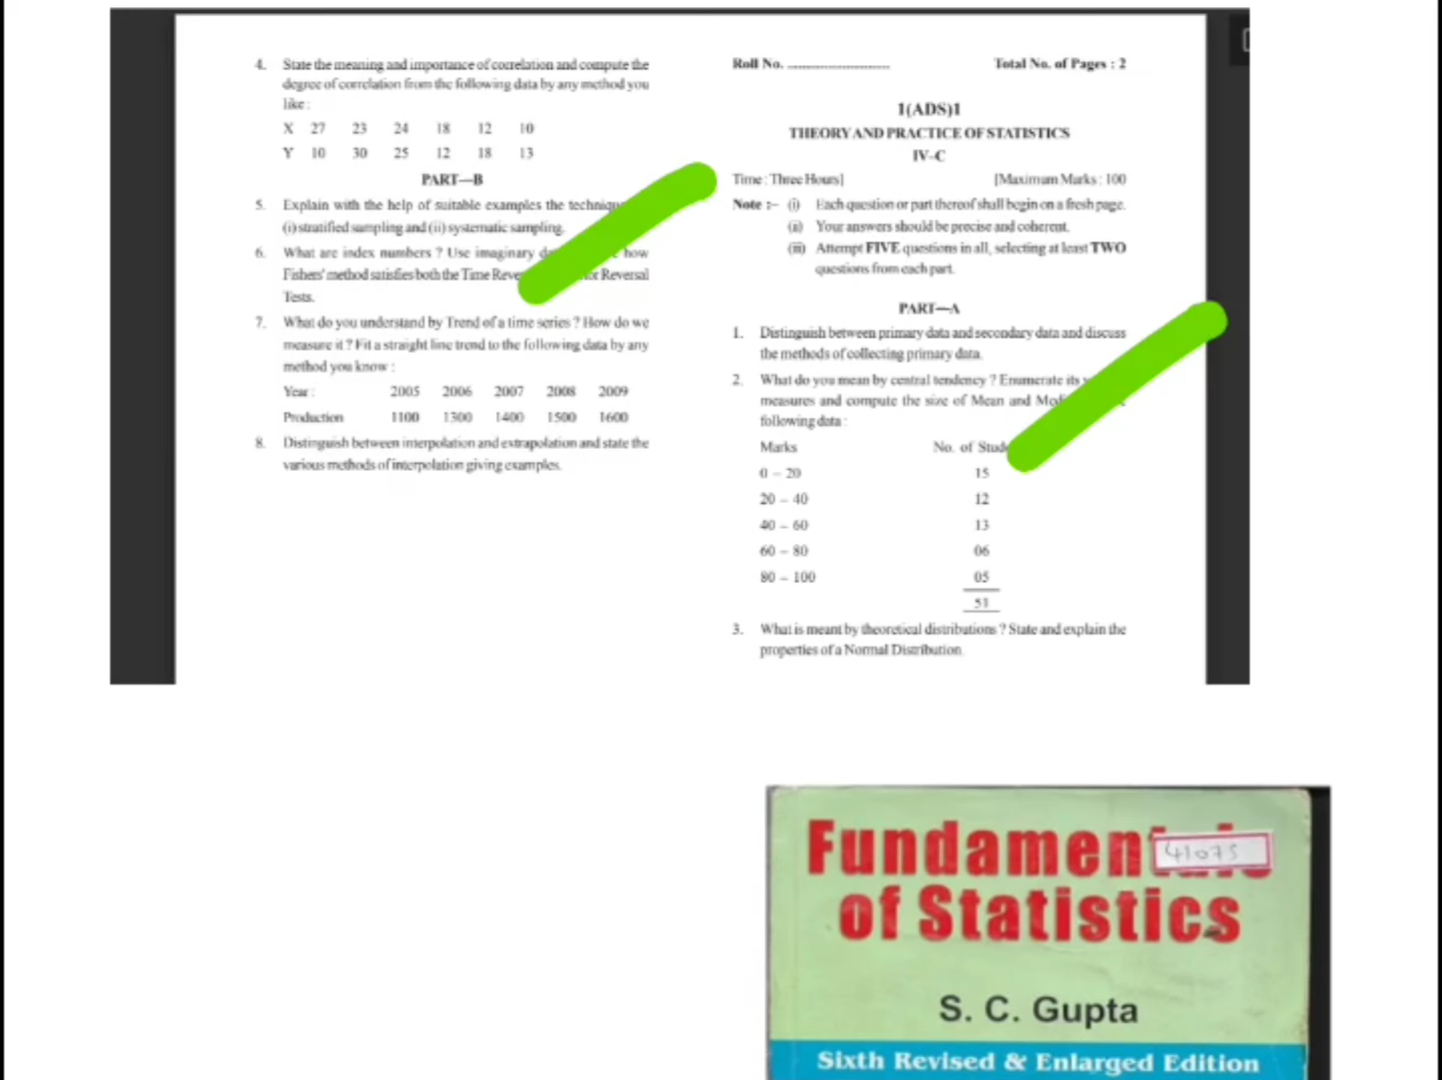 4. State the meaning and importance of correlation and compute the
degree of correlation from the following data by any method you
like :
X 27 23 24 18 12 10
Y 10 30 25 12 18 13
PART—B
5. Explain with the help of suitable examples the
(i) stratified sampling and (ii) systematic sampling.
6. What are index numbers ? Use imaginary how
Fishers' method satisfies both the Time Reversal
Tests.
7. What do you understand by Trend of a time series ? How do we
measure it ? Fit a straight line trend to the following data by any
method you know :
Year : 2005 2006 2007 2008 2009
Production 1100 1300 1400 1500 1600
8. Distinguish between interpolation and extrapolation and state the
various methods of interpolation giving examples.
Roll No. ........................ Total No. of Pages : 2
1(ADS)1
THEORY AND PRACTICE OF STATISTICS
IV–C
Time : Three Hours] [Maximum Marks : 100
Note :– (i) Each question or part thereof shall begin on a fresh page.
(ii) Your answers should be precise and coherent.
(iii) Attempt FIVE questions in all, selecting at least TWO
questions from each part.
PART—A
1. Distinguish between primary data and secondary data and discuss
the methods of collecting primary data.
2. What do you mean by central tendency ? Enumerate its
measures and compute the size of Mean and
following data :
Marks No. of
0 – 20 15
20 – 40 12
40 – 60 13
60 – 80 06
80 – 100 05
51
3. What is meant by theoretical distributions ? State and explain the
properties of a Normal Distribution.
Fundamentals
41075
of Statistics
S. C. Gupta
Sixth Revised & Enlarged Edition